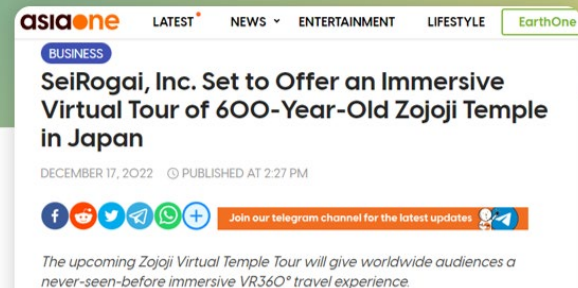 asiaone LATEST NEWS ENTERTAINMENT LIFESTYLE EarthOne
BUSINESS
SeiRogai, Inc. Set to Offer an Immersive
Virtual Tour of 600-Year-Old Zojoji Temple
in Japan
DECEMBER 17, 2022 PUBLISHED AT 2:27 PM
Join our telegram channel for the latest updates
The upcoming Zojoji Virtual Temple Tour will give worldwide audiences a
never-seen-before immersive VR360° travel experience.